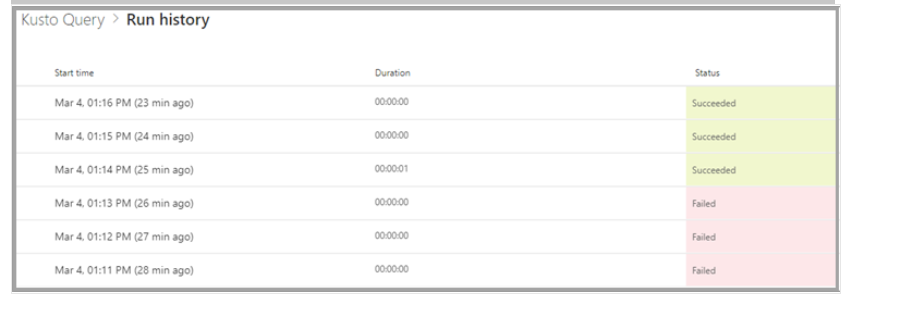 Kusto Query > Run history
Start time Duration Status
Mar 4, 01:16 PM (23 min ago) 00:00:00 Succeeded
Mar 4, 01:15 PM (24 min ago) 00:00:00 Succeeded
Mar 4, 01:14 PM (25 min ago) 00:00:01 Succeeded
Mar 4, 01:13 PM (26 min ago) 00:00:00 Failed
Mar 4, 01:12 PM (27 min ago) 00:00:00 Failed
Mar 4, 01:11 PM (28 min ago) 00:00:00 Failed